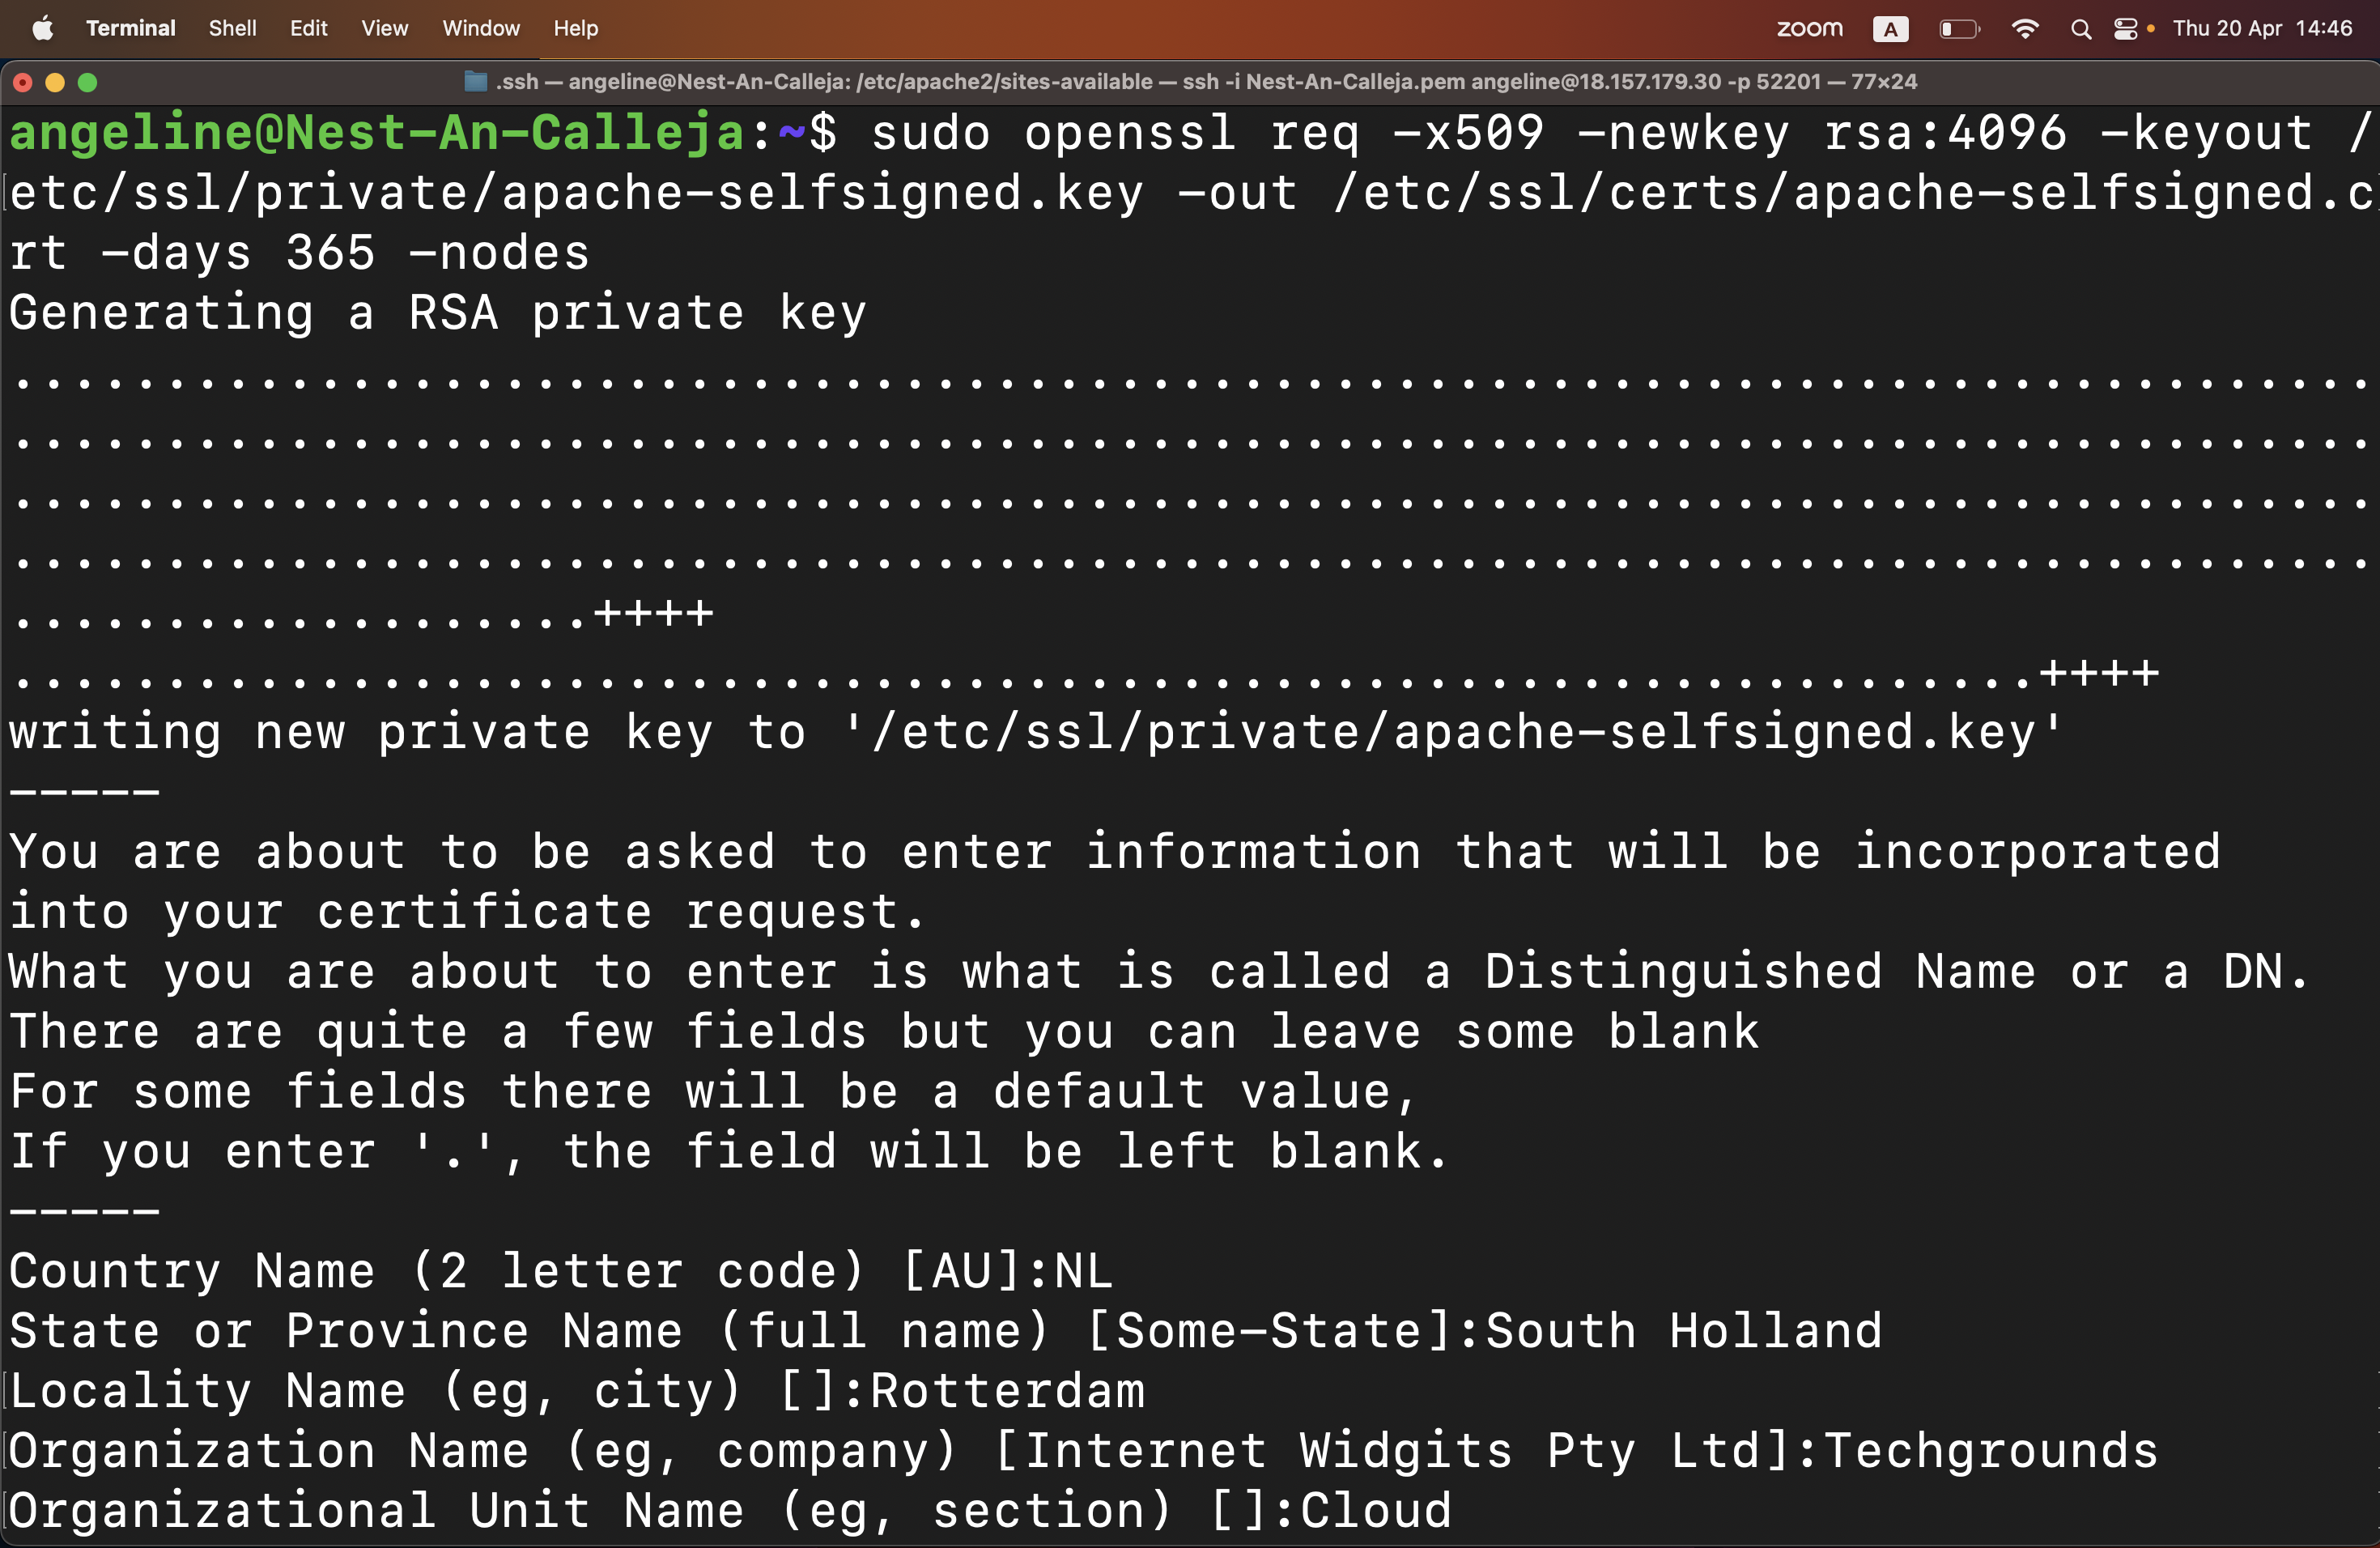 Terminal Shell Edit View Window Help zoom A Thu 20 Apr 14:46
.ssh — angeline@Nest-An-Calleja: /etc/apache2/sites-available — ssh -i Nest-An-Calleja.pem angeline@18.157.179.30 -p 52201 — 77×24
angeline@Nest-An-Calleja:~$ sudo openssl req -x509 -newkey rsa:4096 -keyout /
etc/ssl/private/apache-selfsigned.key -out /etc/ssl/certs/apache-selfsigned.c
rt -days 365 -nodes
Generating a RSA private key
.............................................................................
.............................................................................
.............................................................................
.............................................................................
...................++++
..................................................................++++
writing new private key to '/etc/ssl/private/apache-selfsigned.key'
-----
You are about to be asked to enter information that will be incorporated
into your certificate request.
What you are about to enter is what is called a Distinguished Name or a DN.
There are quite a few fields but you can leave some blank
For some fields there will be a default value,
If you enter '.', the field will be left blank.
-----
Country Name (2 letter code) [AU]:NL
State or Province Name (full name) [Some-State]:South Holland
Locality Name (eg, city) []:Rotterdam
Organization Name (eg, company) [Internet Widgits Pty Ltd]:Techgrounds
Organizational Unit Name (eg, section) []:Cloud